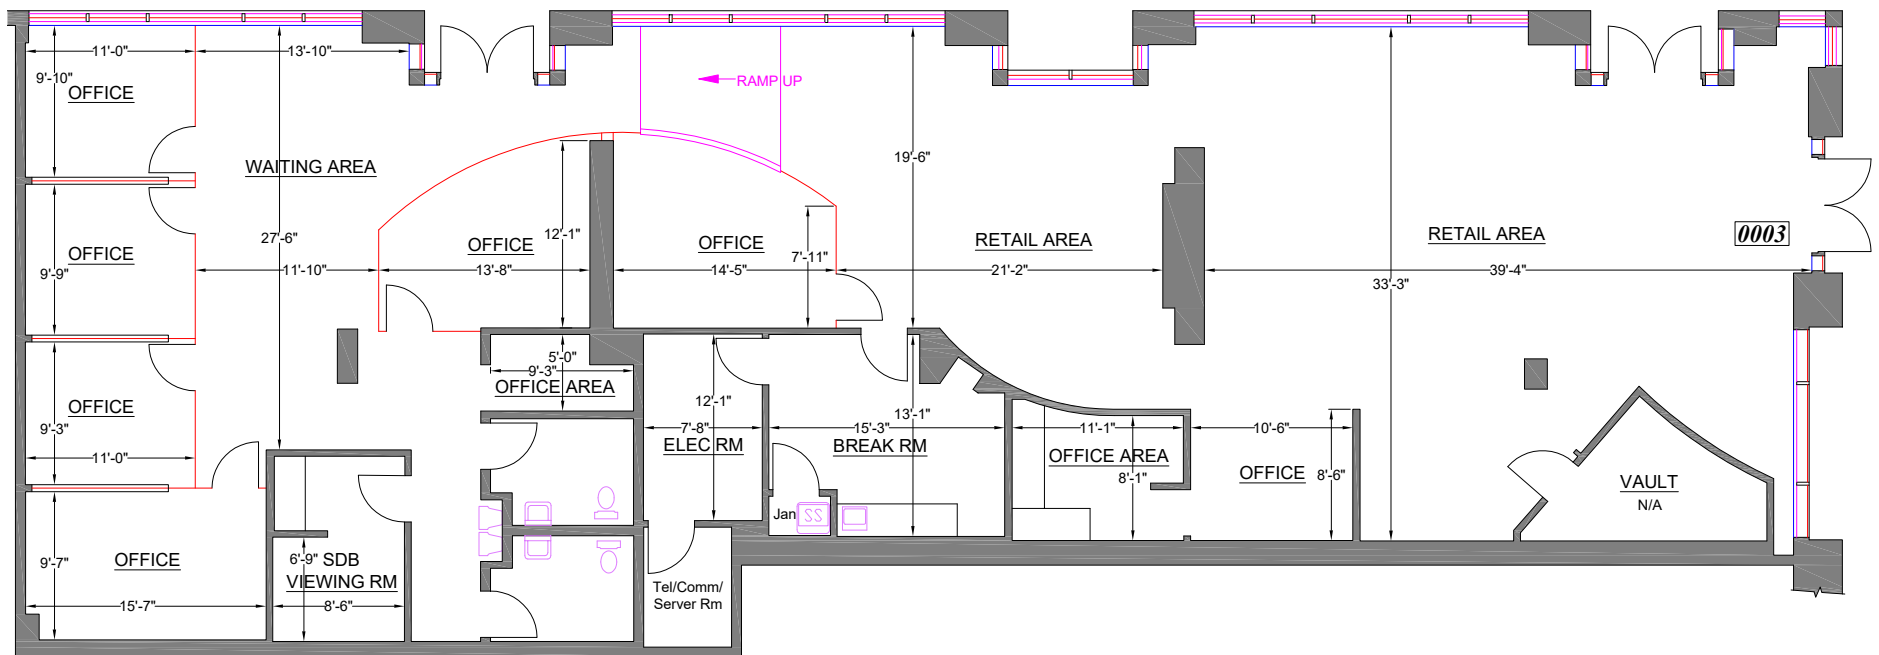 11'-0"
13'-10"
9'-10"
OFFICE
RAMP UP
WAITING AREA
19'-6"
12'-1"
7'-11"
27'-6"
OFFICE
OFFICE
OFFICE
RETAIL AREA
RETAIL AREA
0003
9'-9"
11'-10"
13'-8"
14'-5"
21'-2"
39'-4"
33'-3"
5'-0"
9'-3"
OFFICE AREA
12'-1"
13'-1"
OFFICE
9'-3"
7'-8"
15'-3"
11'-1"
10'-6"
ELEC RM
BREAK RM
OFFICE AREA
11'-0"
OFFICE
8'-1"
8'-6"
VAULT
N/A
Jan
SS
9'-7"
OFFICE
6'-9" SDB
VIEWING RM
15'-7"
8'-6"
Tel/Comm/
Server Rm